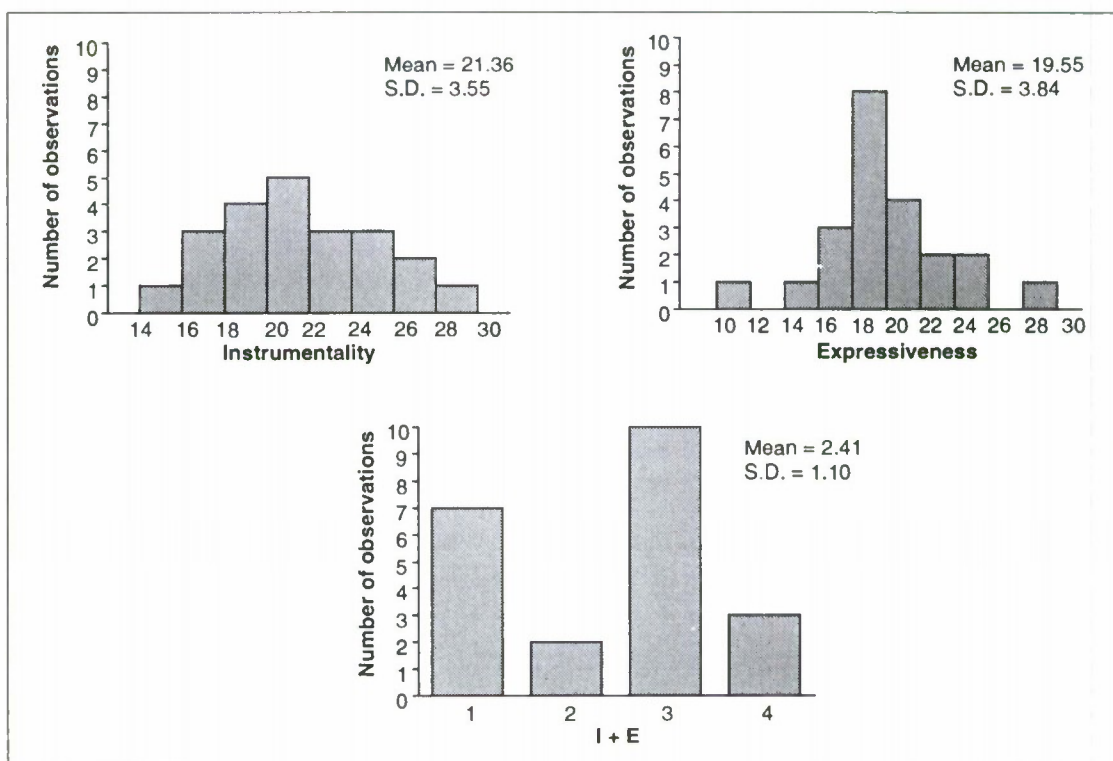 Number of observations
10
9
8
7
6
5
4
3
2
1
0
Mean = 21.36
S.D. = 3.55
14 16 18 20 22 24 26 28 30
Instrumentality
Number of observations
10
9
8
7
6
5
4
3
2
1
0
Mean = 19.55
S.D. = 3.84
10 12 14 16 18 20 22 24 26 28 30
Expressiveness
Number of observations
10
9
8
7
6
5
4
3
2
1
0
Mean = 2.41
S.D. = 1.10
1 2 3 4
I + E